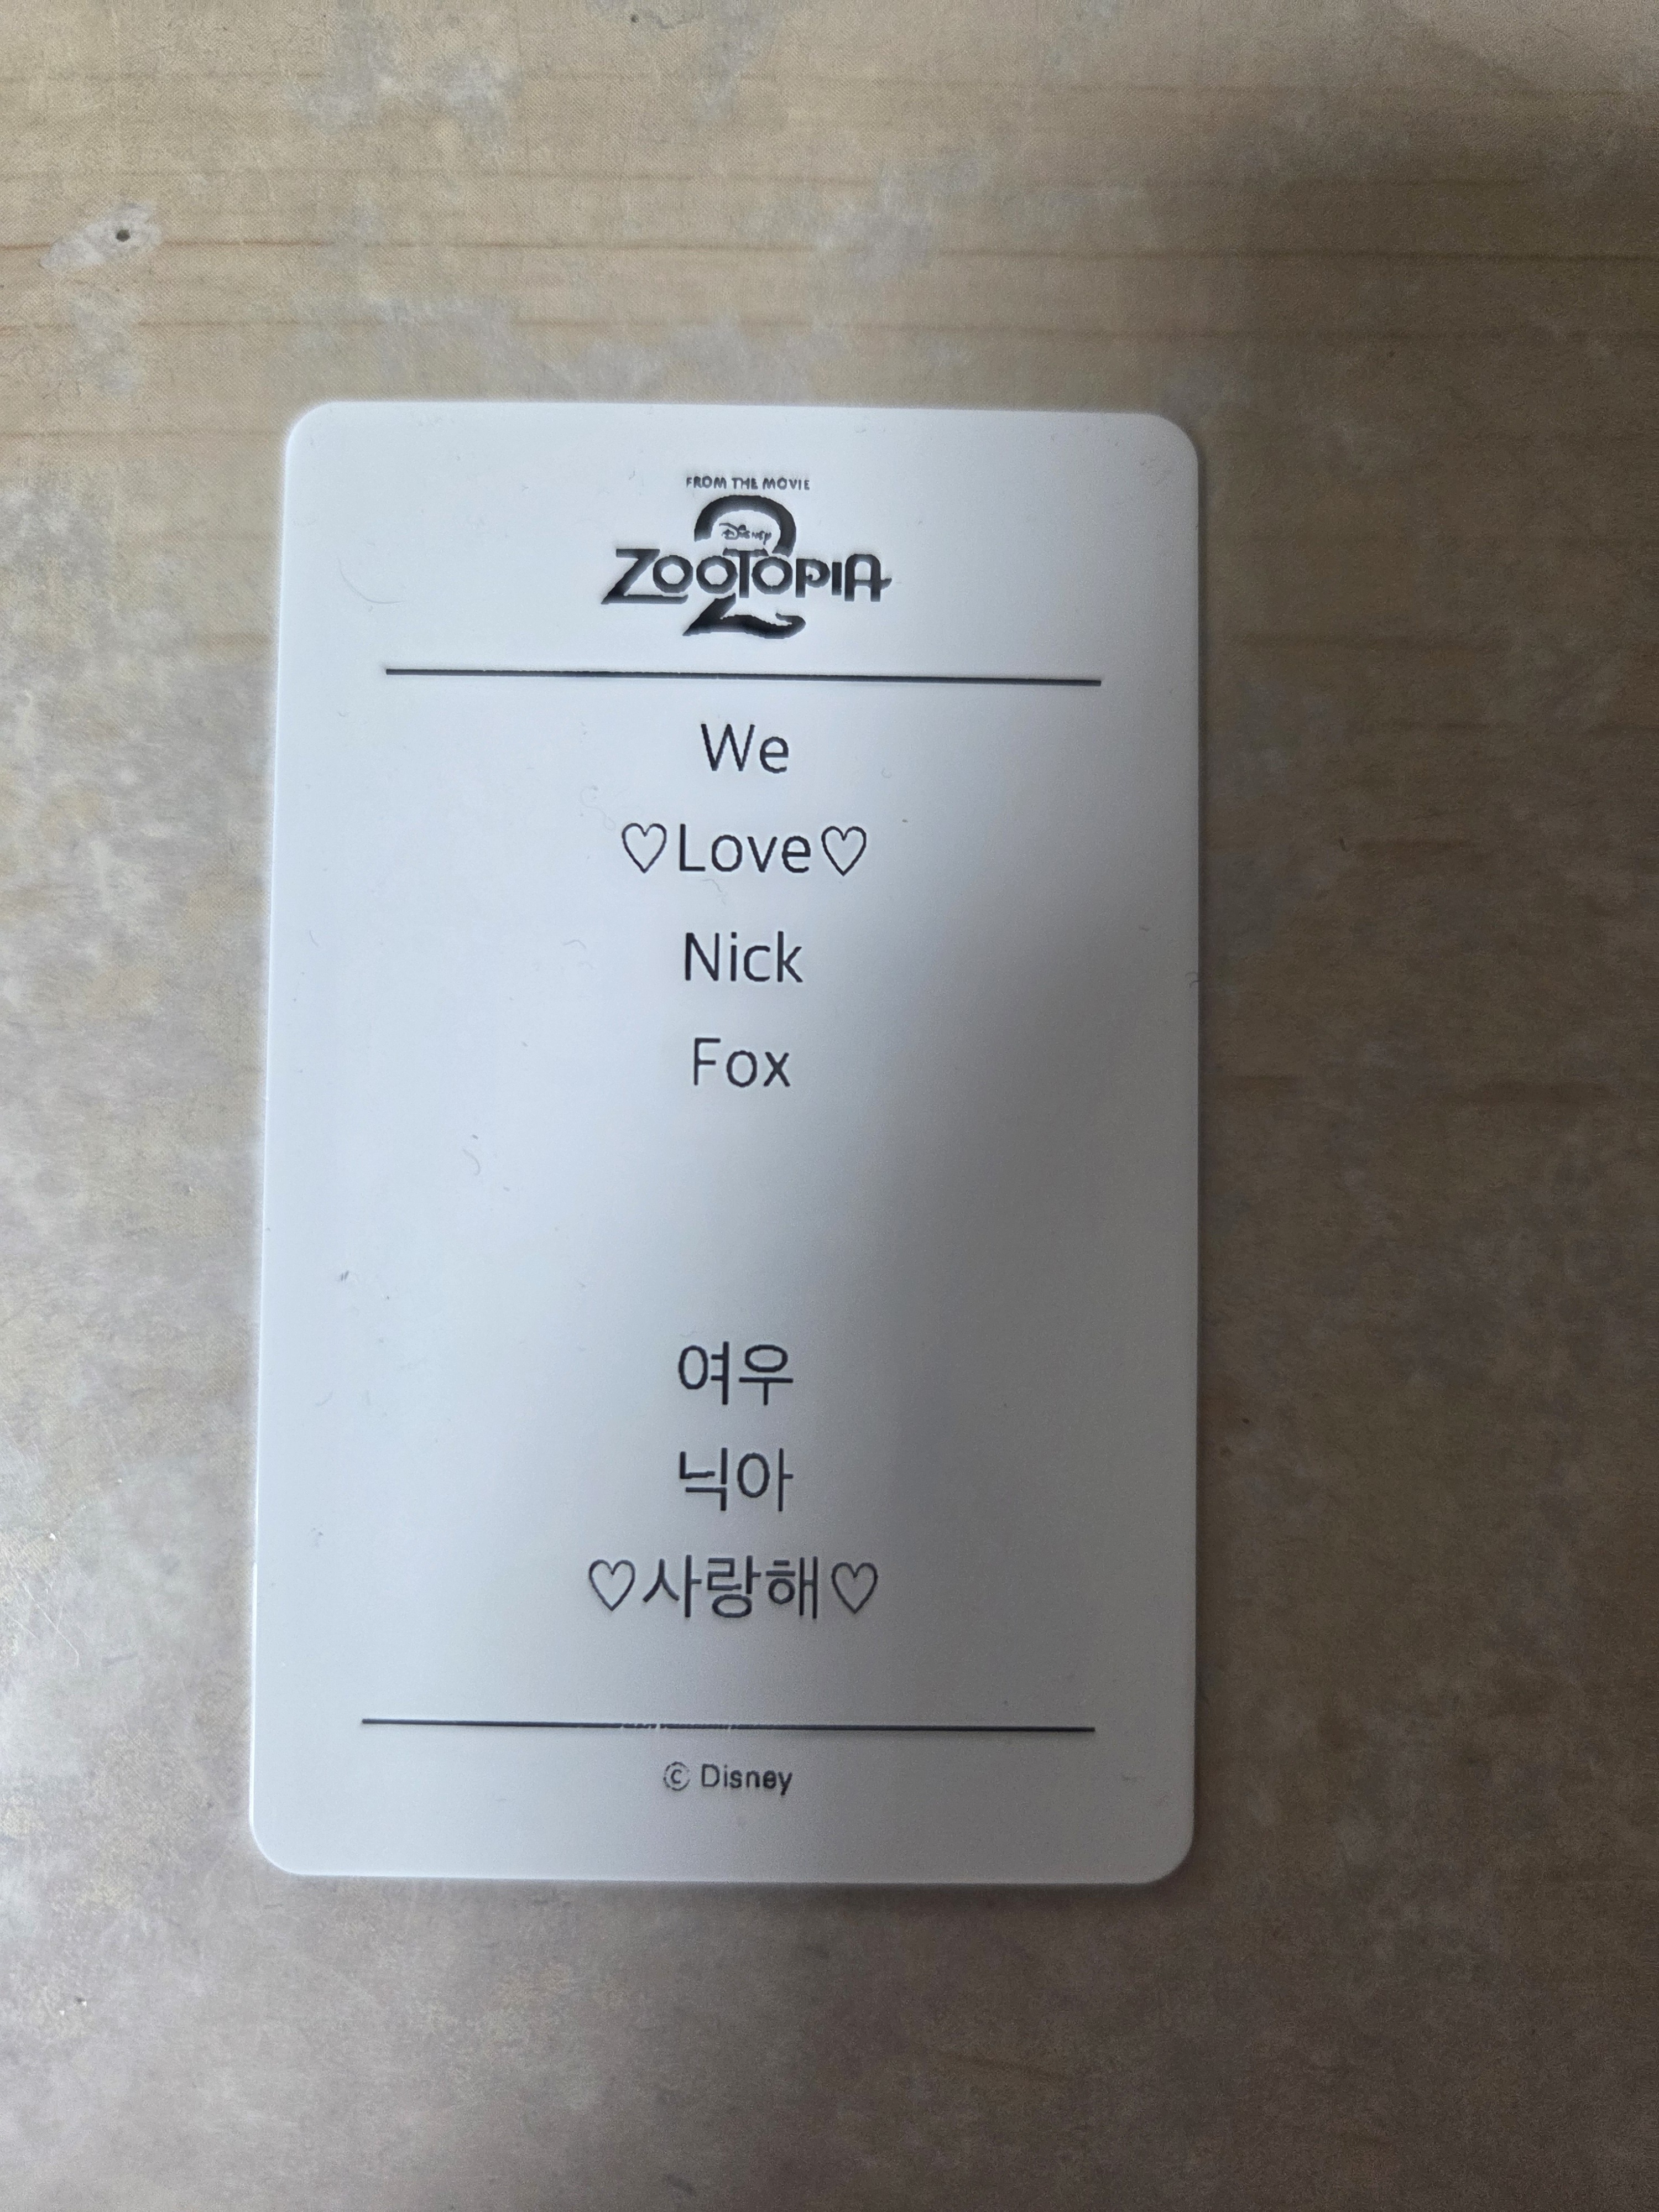 FROM THE MOVIE
Disney
ZOOTOPIA
2
We
♡Love♡
Nick
Fox
여우
닉아
♡사랑해♡
© Disney